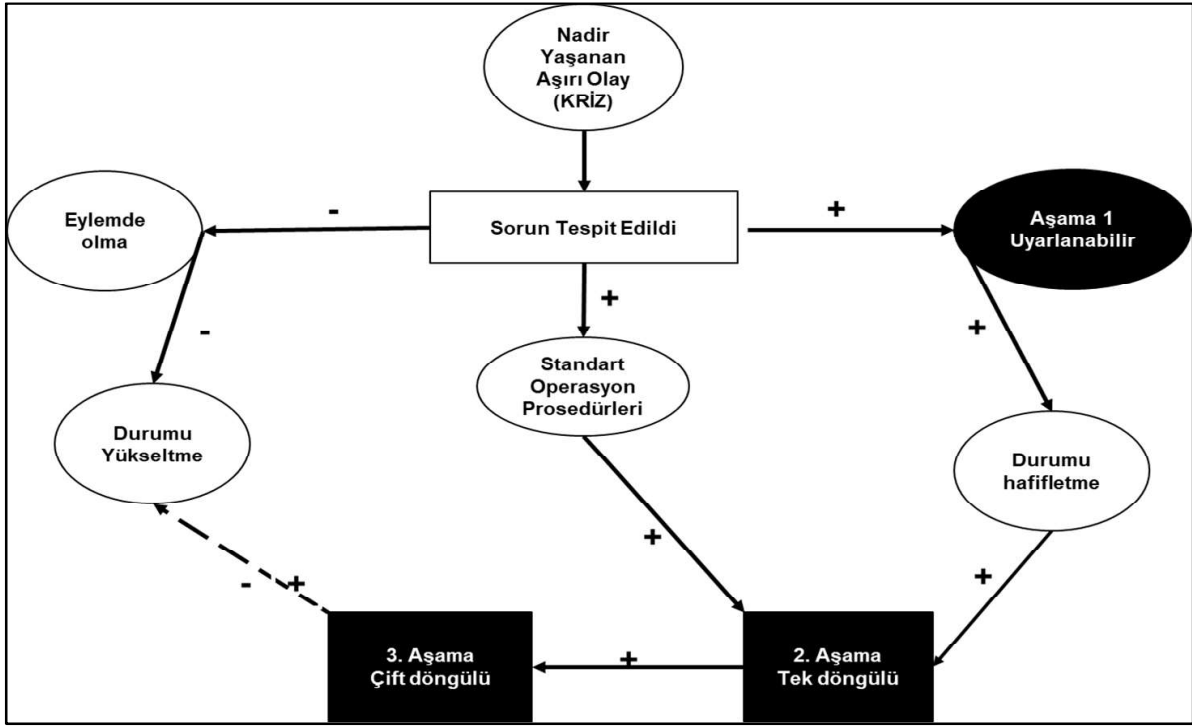 Nadir
Yaşanan
Aşırı Olay
(KRİZ)
-
Sorun Tespit Edildi
+
Eylemde
olma
Aşama 1
Uyarlanabilir
+
-
+
Standart
Operasyon
Prosedürleri
Durumu
Yükseltme
Durumu
hafifletme
+
- +
+
3. Aşama
Çift döngülü
+
2. Aşama
Tek döngülü